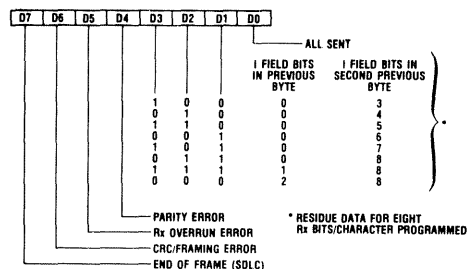 D7 D6 D5 D4 D3 D2 D1 D0
ALL SENT
I FIELD BITS IN PREVIOUS BYTE
I FIELD BITS IN SECOND PREVIOUS BYTE
1 0 0 0 3
0 1 0 0 4
1 1 0 0 5
0 0 1 0 6
1 0 1 0 7
0 1 1 0 8
1 1 1 1 8
0 0 0 2 8
*
PARITY ERROR
Rx OVERRUN ERROR
CRC/FRAMING ERROR
END OF FRAME (SDLC)
* RESIDUE DATA FOR EIGHT
Rx BITS/CHARACTER PROGRAMMED